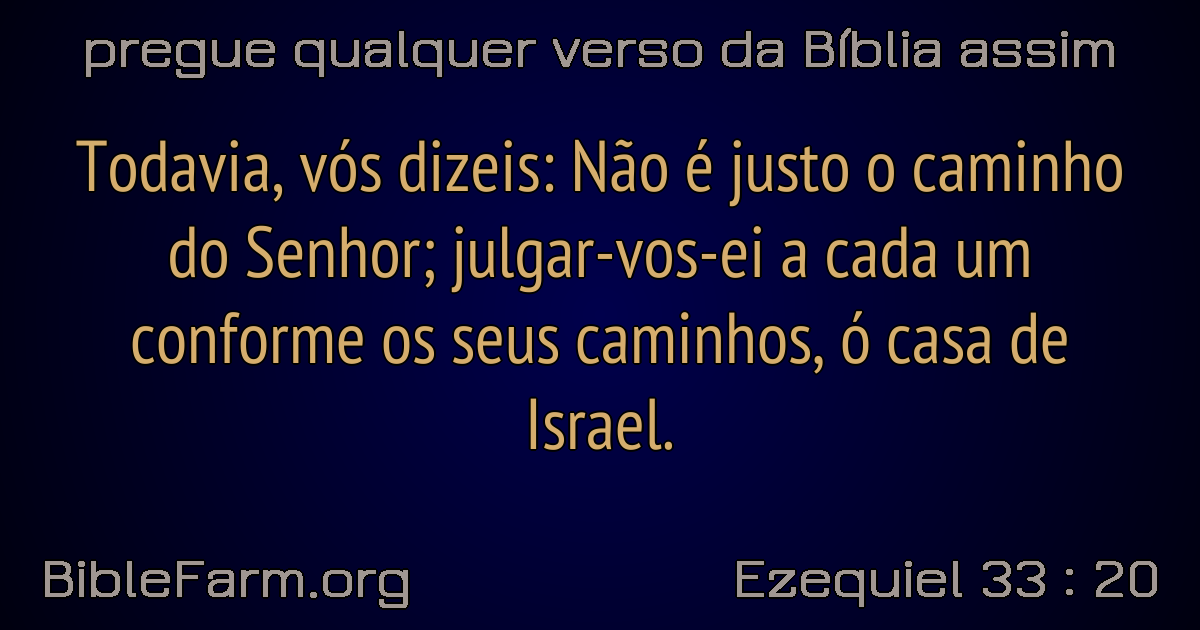 pregue qualquer verso da Bíblia assim
Todavia, vós dizeis: Não é justo o caminho
do Senhor; julgar-vos-ei a cada um
conforme os seus caminhos, ó casa de
Israel.
BibleFarm.org
Ezequiel 33 : 20